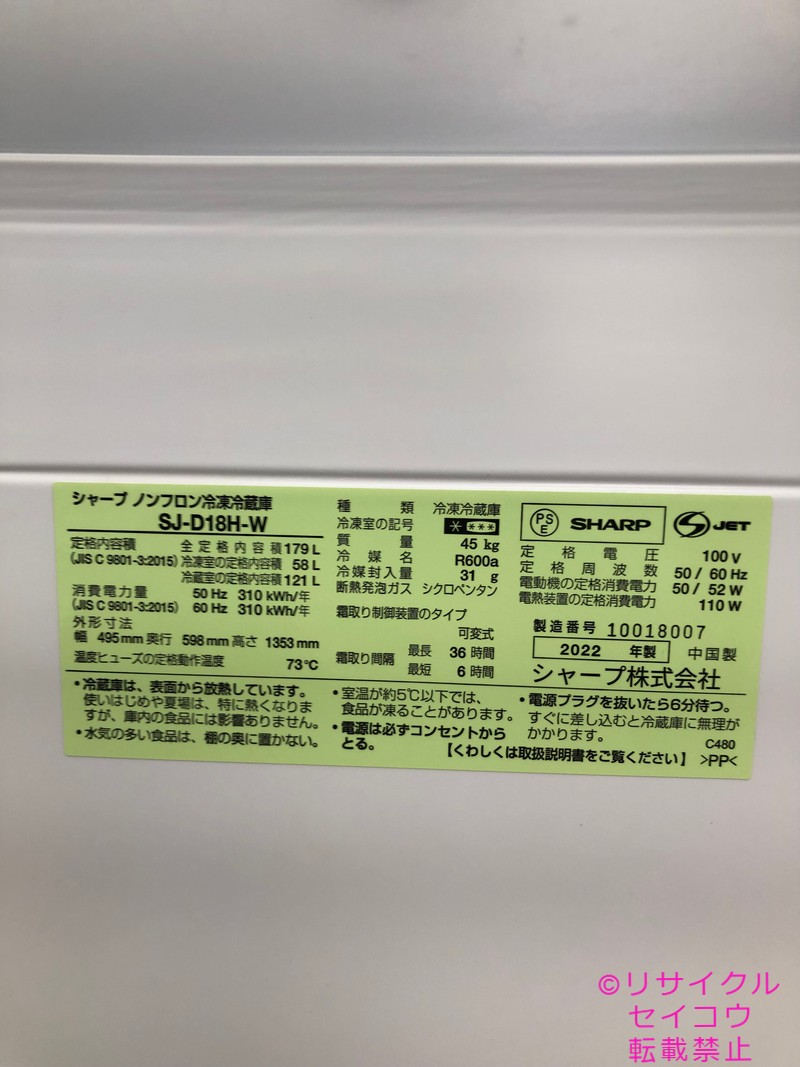 シャープ ノンフロン冷凍冷蔵庫
SJ-D18H-W
定格内容積 全定格内容積 179 L
(JIS C 9801-3:2015) 冷凍室の定格内容積 58 L
冷蔵室の定格内容積 121 L
消費電力量 50 Hz 310 kWh/年
(JIS C 9801-3:2015) 60 Hz 310 kWh/年
外形寸法
幅 495 mm 奥行 598 mm 高さ 1353 mm
温度ヒューズの定格動作温度 73℃
種類 冷凍冷蔵庫
冷凍室の記号 * ***
質量 45 kg
冷媒名 R600a
冷媒封入量 31 g
断熱発泡ガス シクロペンタン
霜取り制御装置のタイプ
可変式
霜取り間隔 最長 36 時間
最短 6 時間
PS
E
SHARP
S JET
定格電圧 100 V
定格周波数 50 / 60 Hz
電動機の定格消費電力 50 / 52 W
電熱装置の定格消費電力 110 W
製造番号 10018007
2022 年製 中国製
シャープ株式会社
・冷蔵庫は、表面から放熱しています。
使いはじめや夏場は、特に熱くなりま
すが、庫内の食品には影響ありません。
・水気の多い食品は、棚の奥に置かない。
・室温が約5℃以下では、
食品が凍ることがあります。
・電源は必ずコンセントから
とる。
・電源プラグを抜いたら6分待つ。
すぐに差し込むと冷蔵庫に無理が
かかります。
C480
【くわしくは取扱説明書をご覧ください】 >PP<
©リサイクル
セイコウ
転載禁止